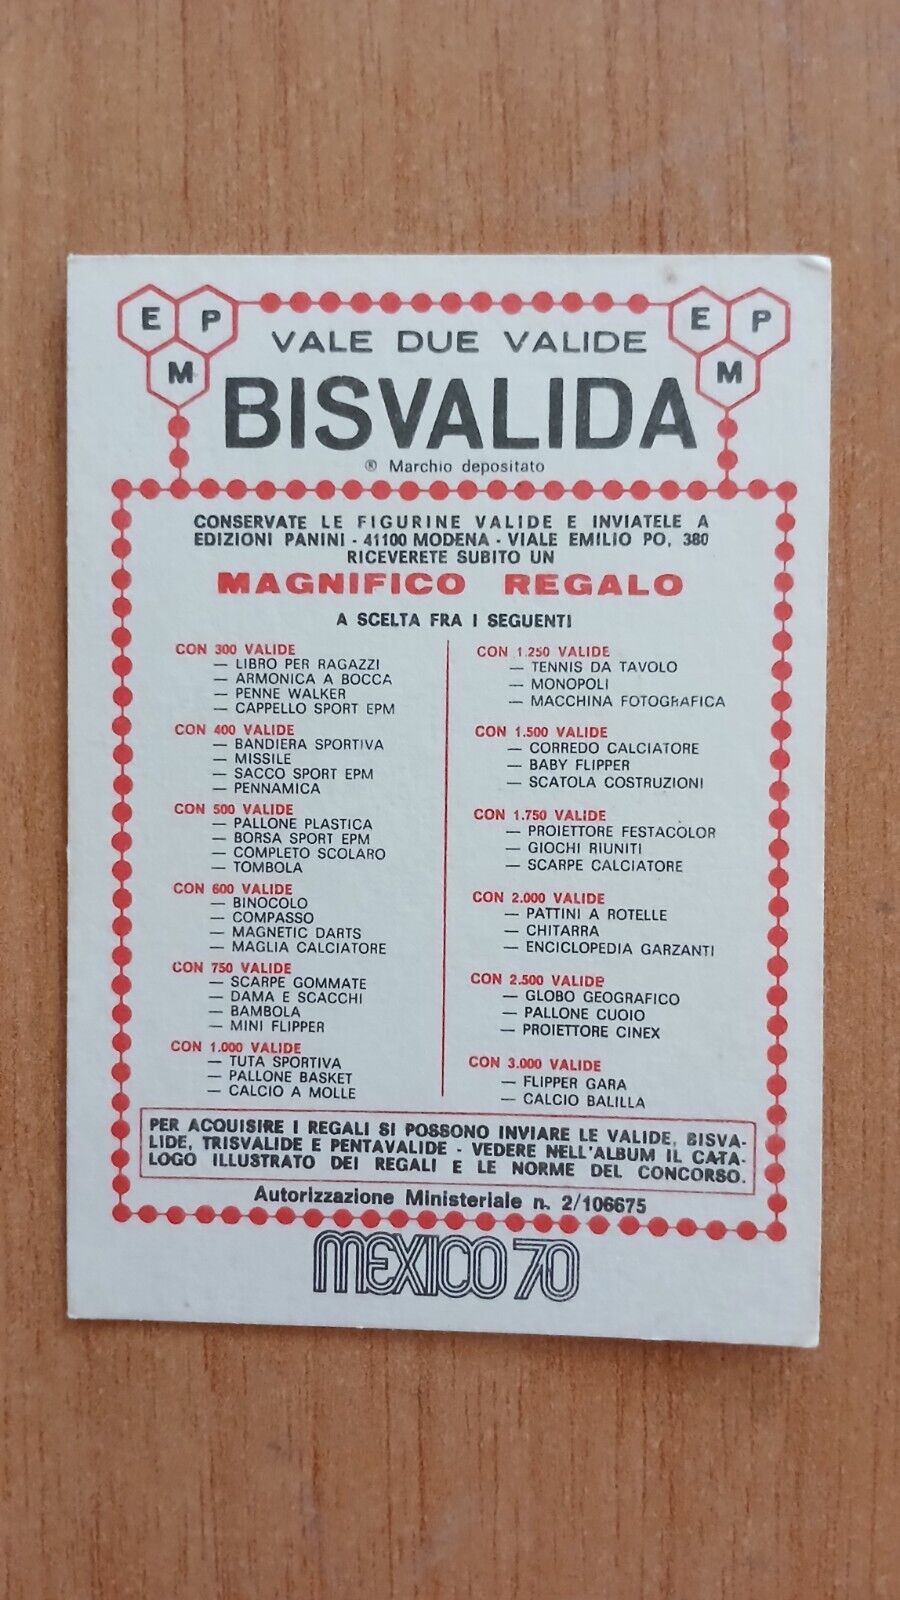 E P E P
VALE DUE VALIDE
M M
BISVALIDA
® Marchio depositato
CONSERVATE LE FIGURINE VALIDE E INVIATELE A
EDIZIONI PANINI - 41100 MODENA - VIALE EMILIO PO, 380
RICEVERETE SUBITO UN
MAGNIFICO REGALO
A SCELTA FRA I SEGUENTI
CON 300 VALIDE
— LIBRO PER RAGAZZI
— ARMONICA A BOCCA
— PENNE WALKER
— CAPPELLO SPORT EPM
CON 400 VALIDE
— BANDIERA SPORTIVA
— MISSILE
— SACCO SPORT EPM
— PENNAMICA
CON 500 VALIDE
— PALLONE PLASTICA
— BORSA SPORT EPM
— COMPLETO SCOLARO
— TOMBOLA
CON 600 VALIDE
— BINOCOLO
— COMPASSO
— MAGNETIC DARTS
— MAGLIA CALCIATORE
CON 750 VALIDE
— SCARPE GOMMATE
— DAMA E SCACCHI
— BAMBOLA
— MINI FLIPPER
CON 1.000 VALIDE
— TUTA SPORTIVA
— PALLONE BASKET
— CALCIO A MOLLE
CON 1.250 VALIDE
— TENNIS DA TAVOLO
— MONOPOLI
— MACCHINA FOTOGRAFICA
CON 1.500 VALIDE
— CORREDO CALCIATORE
— BABY FLIPPER
— SCATOLA COSTRUZIONI
CON 1.750 VALIDE
— PROIETTORE FESTACOLOR
— GIOCHI RIUNITI
— SCARPE CALCIATORE
CON 2.000 VALIDE
— PATTINI A ROTELLE
— CHITARRA
— ENCICLOPEDIA GARZANTI
CON 2.500 VALIDE
— GLOBO GEOGRAFICO
— PALLONE CUOIO
— PROIETTORE CINEX
CON 3.000 VALIDE
— FLIPPER GARA
— CALCIO BALILLA
PER ACQUISIRE I REGALI SI POSSONO INVIARE LE VALIDE, BISVA-
LIDE, TRISVALIDE E PENTAVALIDE - VEDERE NELL'ALBUM IL CATA-
LOGO ILLUSTRATO DEI REGALI E LE NORME DEL CONCORSO.
Autorizzazione Ministeriale n. 2/106675
MEXICO 70